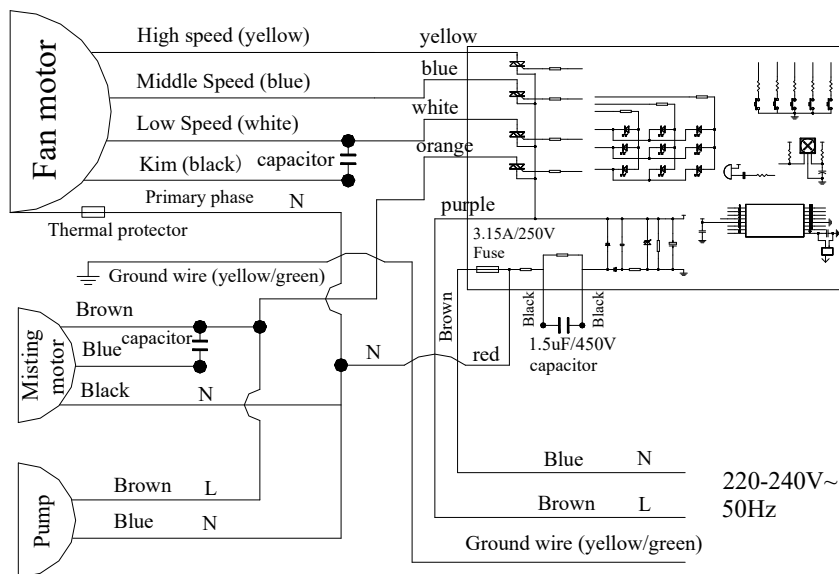 High speed (yellow)
yellow
Middle Speed (blue)
blue
Low Speed (white)
white
Kim (black)
capacitor
orange
Fan motor
Primary phase
N
Thermal protector
purple
3.15A/250V
Fuse
Ground wire (yellow/green)
Brown
Black
Black
1.5uF/450V
capacitor
Brown
Blue
capacitor
Black
N
Misting
motor
N
red
Blue
N
Brown
L
220-240V~
50Hz
Ground wire (yellow/green)
Brown
L
Blue
N
Pump